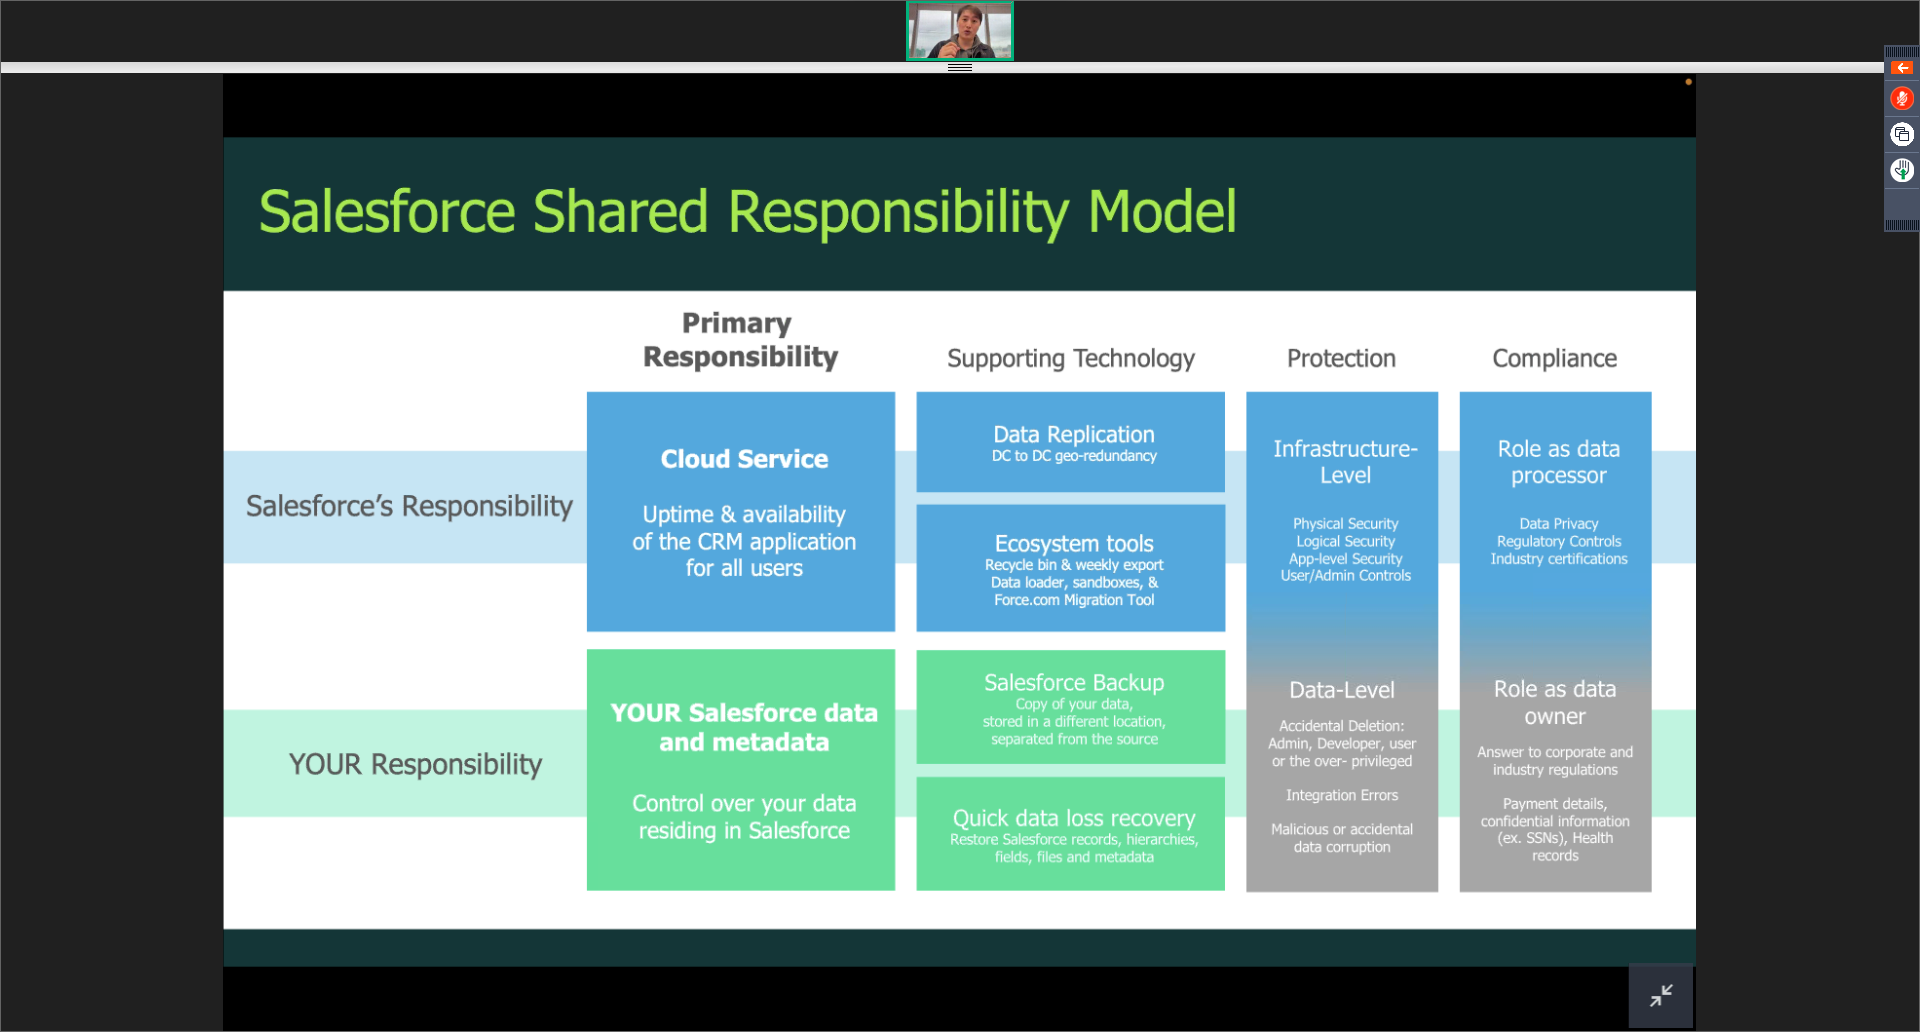 Salesforce Shared Responsibility Model
Primary
Responsibility
Supporting Technology
Protection
Compliance
Salesforce's Responsibility
Cloud Service
Uptime & availability
of the CRM application
for all users
Data Replication
DC to DC geo-redundancy
Ecosystem tools
Recycle bin & weekly export
Data loader, sandboxes, &
Force.com Migration Tool
Infrastructure-
Level
Physical Security
Logical Security
App-level Security
User/Admin Controls
Role as data
processor
Data Privacy
Regulatory Controls
Industry certifications
YOUR Responsibility
YOUR Salesforce data
and metadata
Control over your data
residing in Salesforce
Salesforce Backup
Copy of your data,
stored in a different location,
separated from the source
Quick data loss recovery
Restore Salesforce records, hierarchies,
fields, files and metadata
Data-Level
Accidental Deletion:
Admin, Developer, user
or the over- privileged
Integration Errors
Malicious or accidental
data corruption
Role as data
owner
Answer to corporate and
industry regulations
Payment details,
confidential information
(ex. SSNs), Health
records